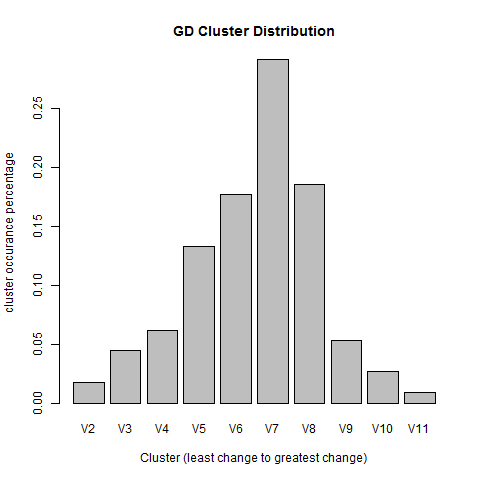 GD Cluster Distribution
cluster occurance percentage
0.25
0.20
0.15
0.10
0.05
0.00
V2 V3 V4 V5 V6 V7 V8 V9 V10 V11
Cluster (least change to greatest change)